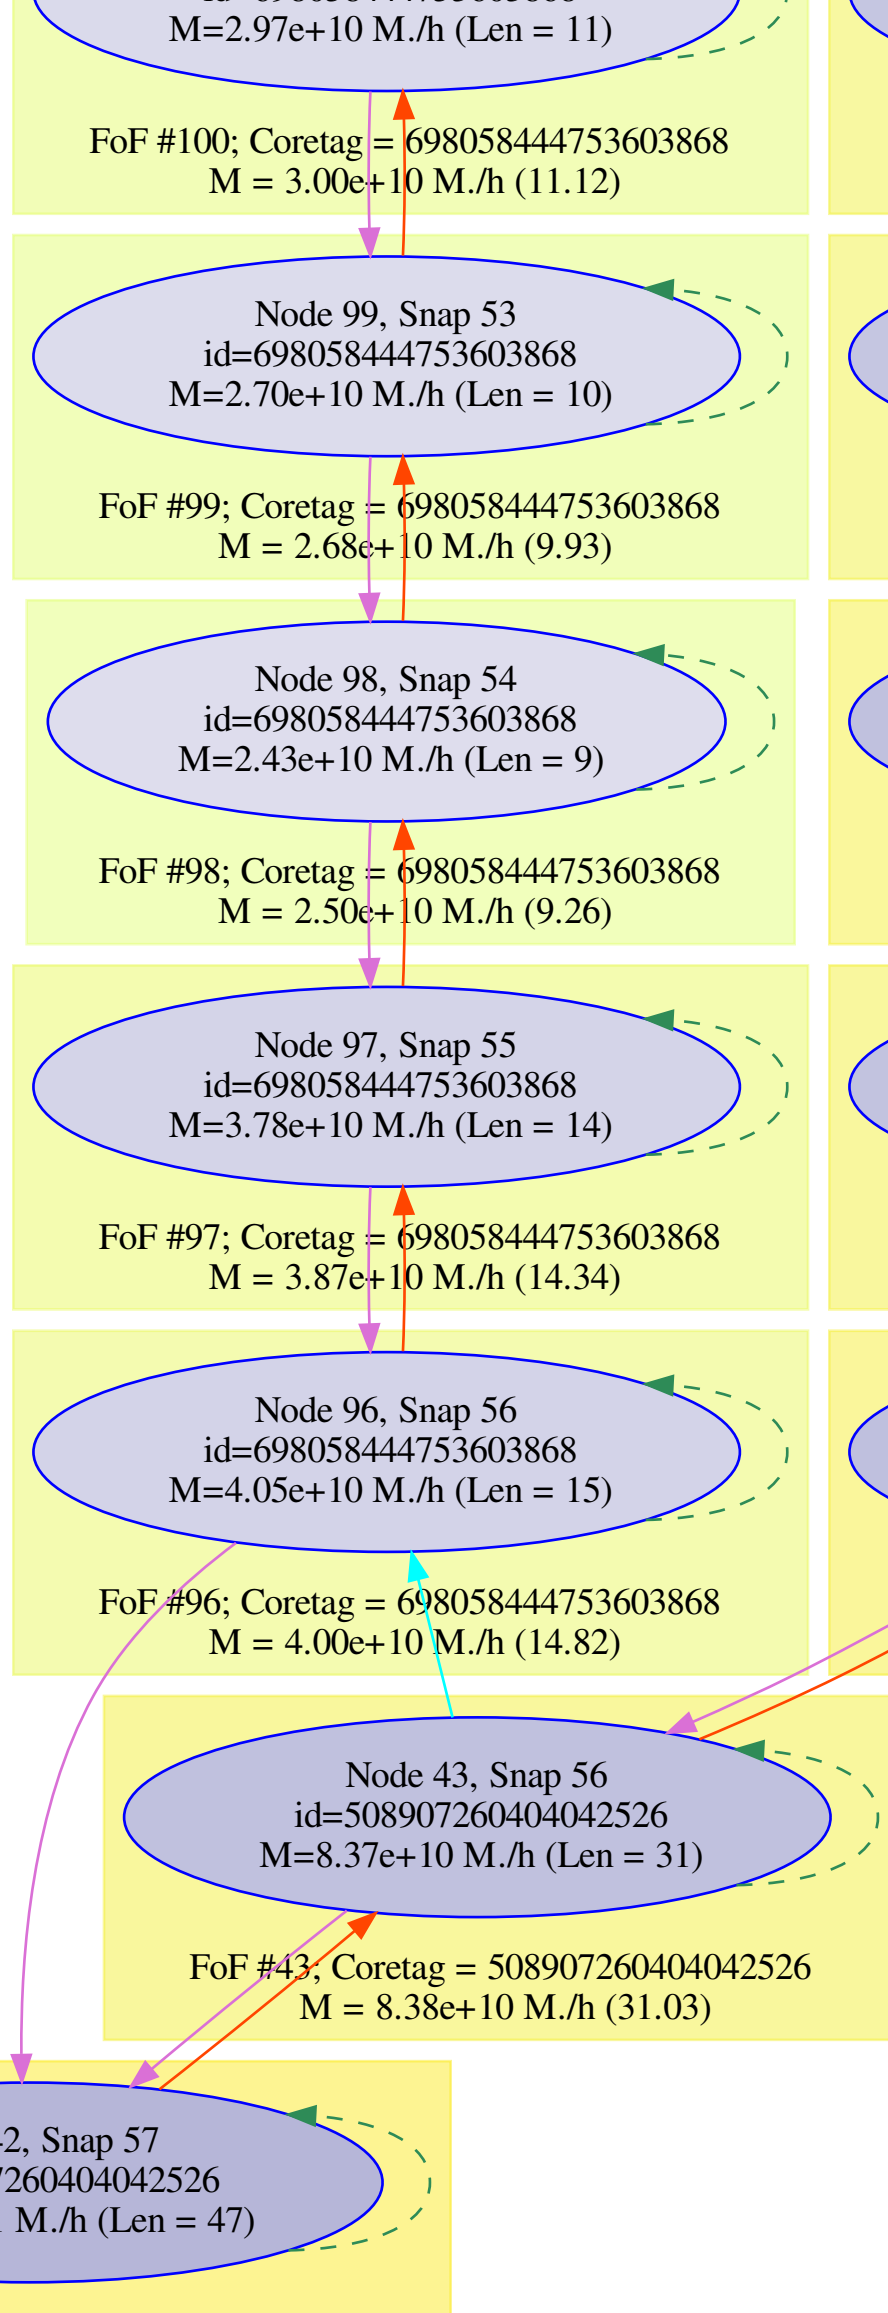 M=2.97e+10 M./h (Len = 11)
FoF #100; Coretag = 698058444753603868
M = 3.00e+10 M./h (11.12)
Node 99, Snap 53
id=698058444753603868
M=2.70e+10 M./h (Len = 10)
FoF #99; Coretag = 698058444753603868
M = 2.68e+10 M./h (9.93)
Node 98, Snap 54
id=698058444753603868
M=2.43e+10 M./h (Len = 9)
FoF #98; Coretag = 698058444753603868
M = 2.50e+10 M./h (9.26)
Node 97, Snap 55
id=698058444753603868
M=3.78e+10 M./h (Len = 14)
FoF #97; Coretag = 698058444753603868
M = 3.87e+10 M./h (14.34)
Node 96, Snap 56
id=698058444753603868
M=4.05e+10 M./h (Len = 15)
FoF #96; Coretag = 698058444753603868
M = 4.00e+10 M./h (14.82)
Node 43, Snap 56
id=508907260404042526
M=8.37e+10 M./h (Len = 31)
FoF #43; Coretag = 508907260404042526
M = 8.38e+10 M./h (31.03)
2, Snap 57
260404042526
M./h (Len = 47)